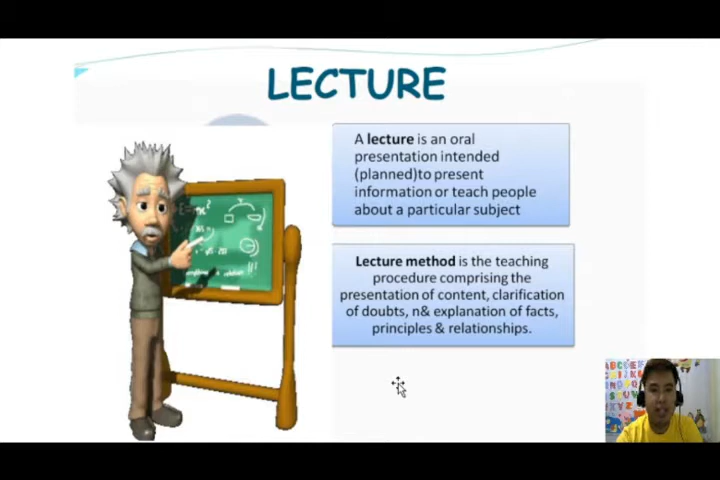 LECTURE
A lecture is an oral
presentation intended
(planned)to present
information or teach people
about a particular subject
Lecture method is the teaching
procedure comprising the
presentation of content, clarification
of doubts, n& explanation of facts,
principles & relationships.